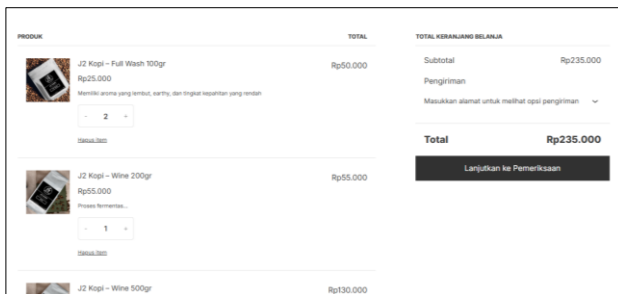 PRODUK
TOTAL
J2 Kopi – Full Wash 100gr
Rp50.000
Rp25.000
Memiliki aroma yang lembut, earthy, dan tingkat kepahitan yang rendah
- 2 +
Hapus item
J2 Kopi – Wine 200gr
Rp55.000
Rp55.000
Proses fermentas...
- 1 +
Hapus item
J2 Kopi – Wine 500gr
Rp130.000
TOTAL KERANJANG BELANJA
Subtotal
Rp235.000
Pengiriman
Masukkan alamat untuk melihat opsi pengiriman
Total
Rp235.000
Lanjutkan ke Pemeriksaan